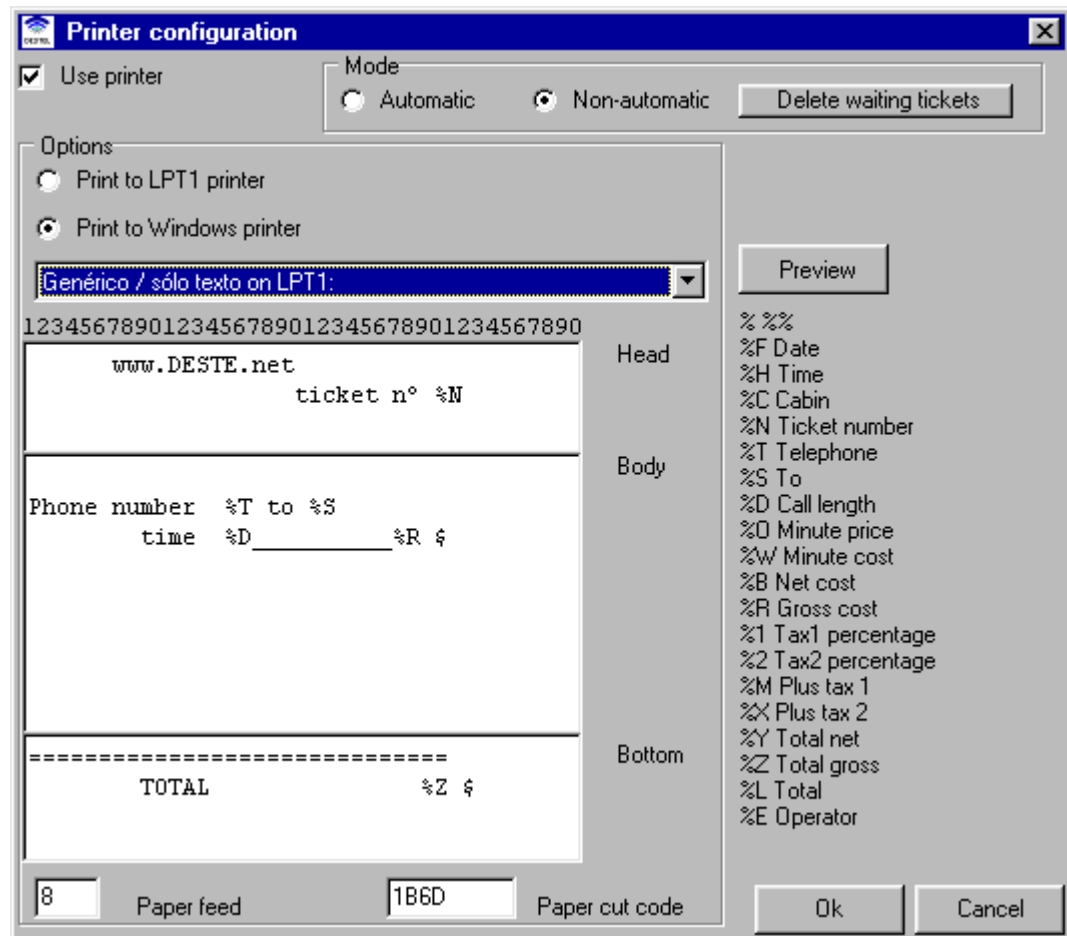 DESTEL
Printer configuration
Use printer
Mode
Automatic
Non-automatic
Delete waiting tickets
Options
Print to LPT1 printer
Print to Windows printer
Genérico / sólo texto on LPT1:
Preview
1234567890123456789012345678901234567890
www.DESTE.net
ticket nº %N
Head
Phone number %T to %S
time %D__________%R $
Body
==============================
TOTAL %Z $
Bottom
8
Paper feed
1B6D
Paper cut code
% %%
%F Date
%H Time
%C Cabin
%N Ticket number
%T Telephone
%S To
%D Call length
%O Minute price
%W Minute cost
%B Net cost
%R Gross cost
%1 Tax1 percentage
%2 Tax2 percentage
%M Plus tax 1
%X Plus tax 2
%Y Total net
%Z Total gross
%L Total
%E Operator
Ok
Cancel